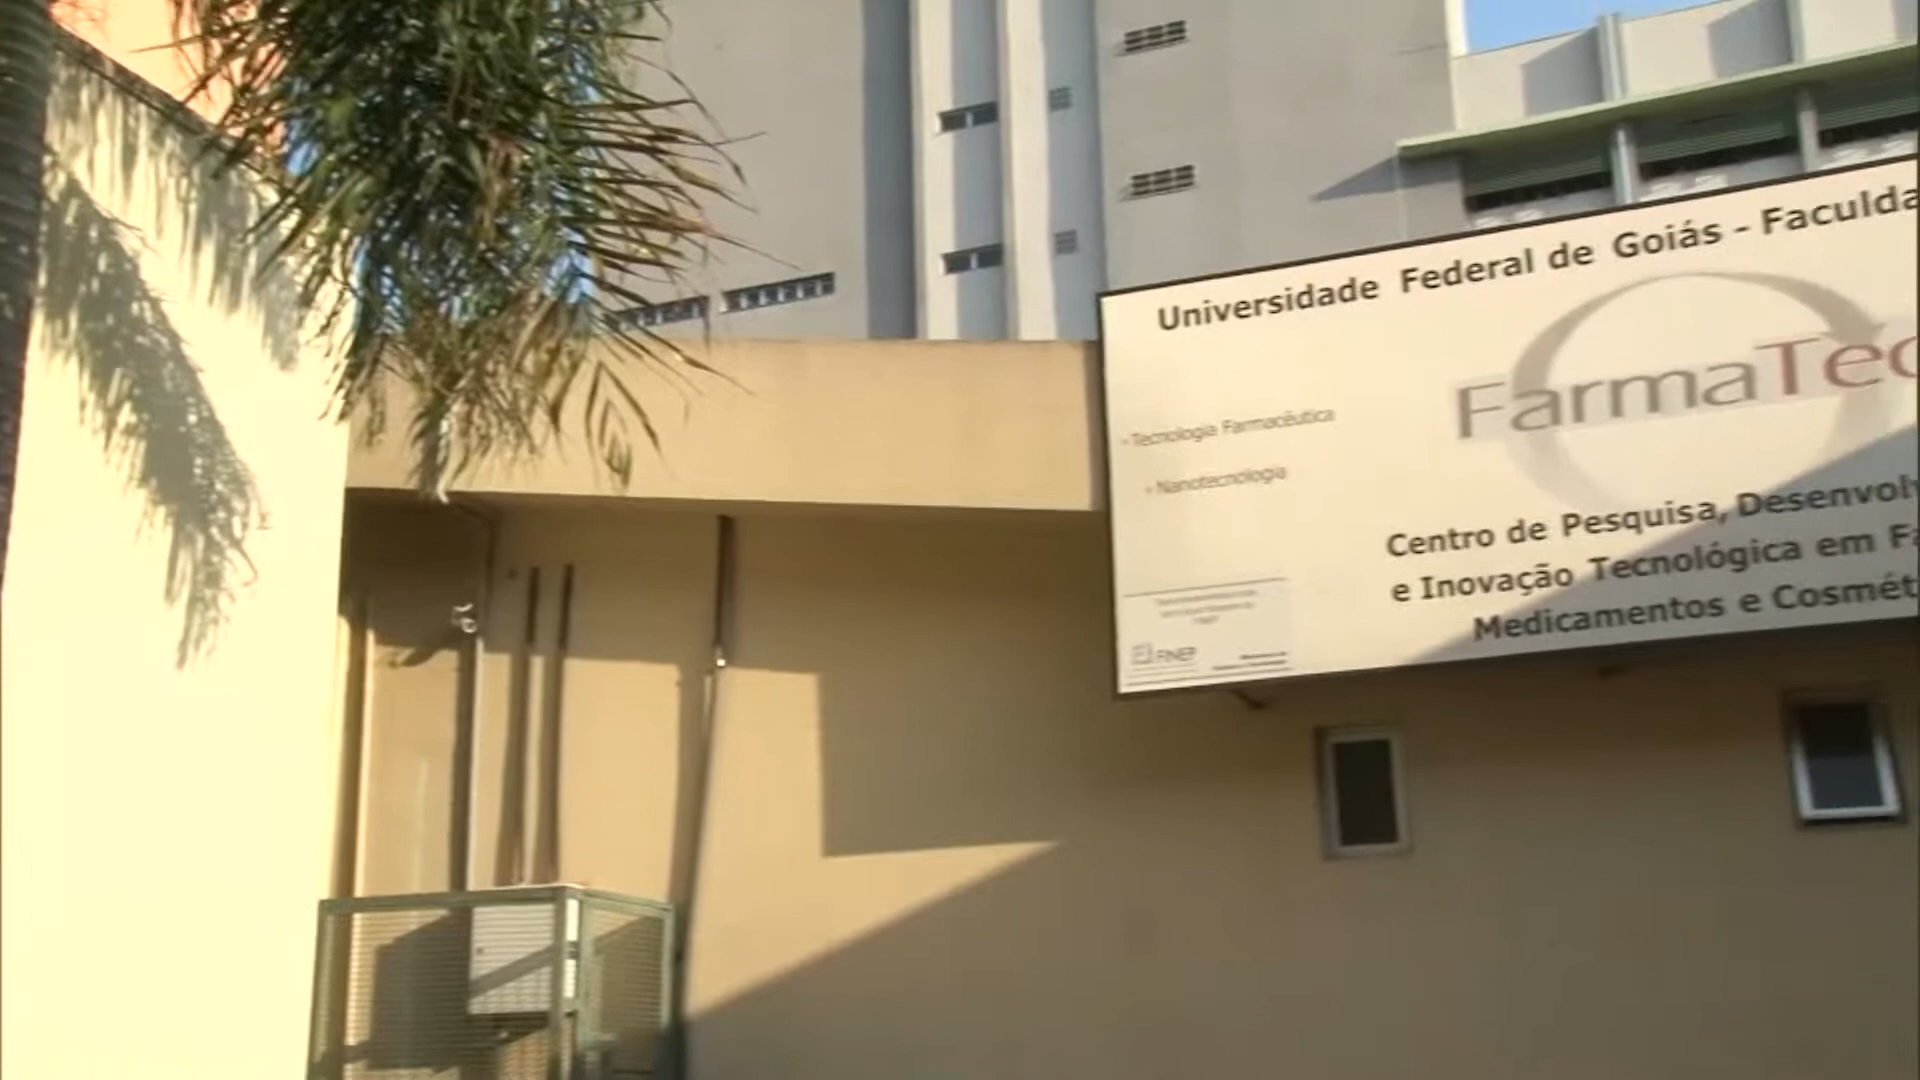 Universidade Federal de Goiás - Faculda
FarmaTec
- Tecnologia Farmacêutica
- Nanotecnologia
Centro de Pesquisa, Desenvolv
e Inovação Tecnológica em Fa
Medicamentos e Cosmét
FINEP